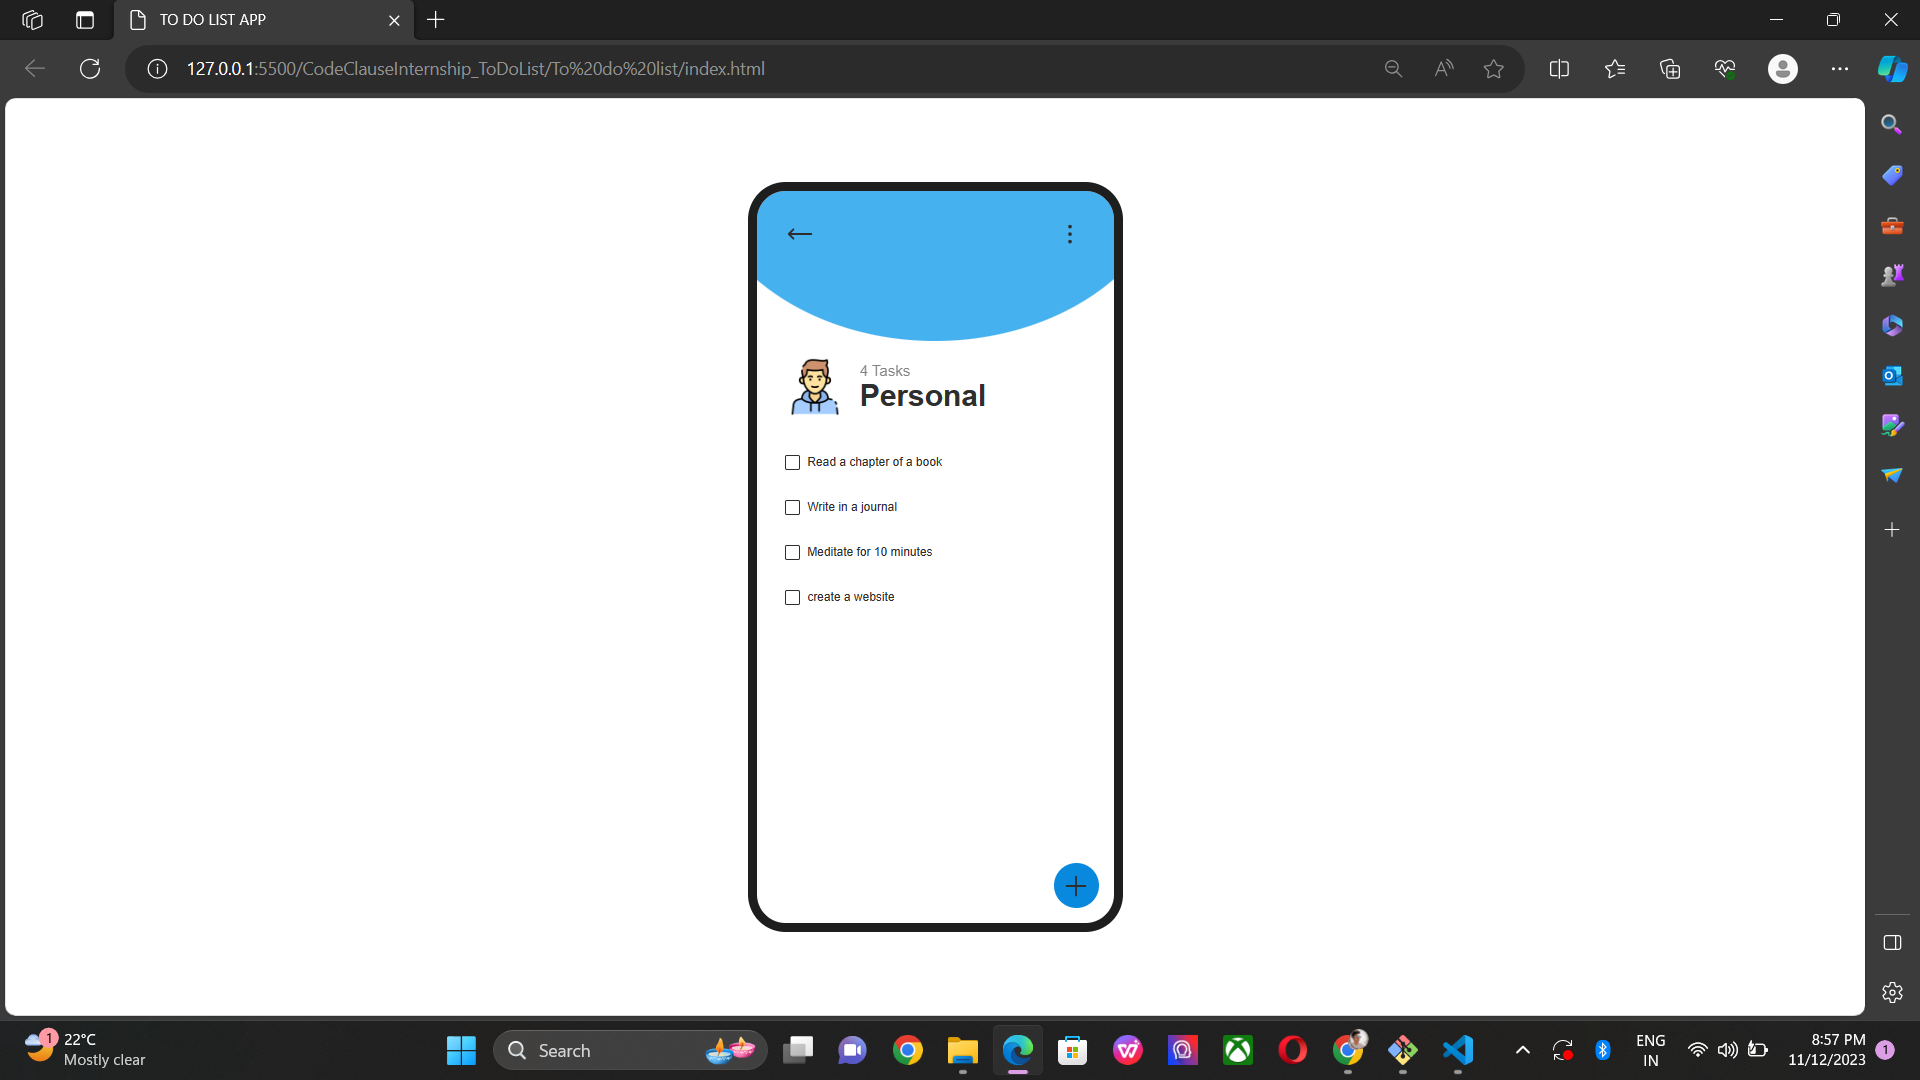 TO DO LIST APP
127.0.0.1:5500/CodeClauseInternship_ToDoList/To%20do%20list/index.html
4 Tasks
Personal
Read a chapter of a book
Write in a journal
Meditate for 10 minutes
create a website
1
22°C
Mostly clear
Search
ENG
IN
8:57 PM
11/12/2023
1